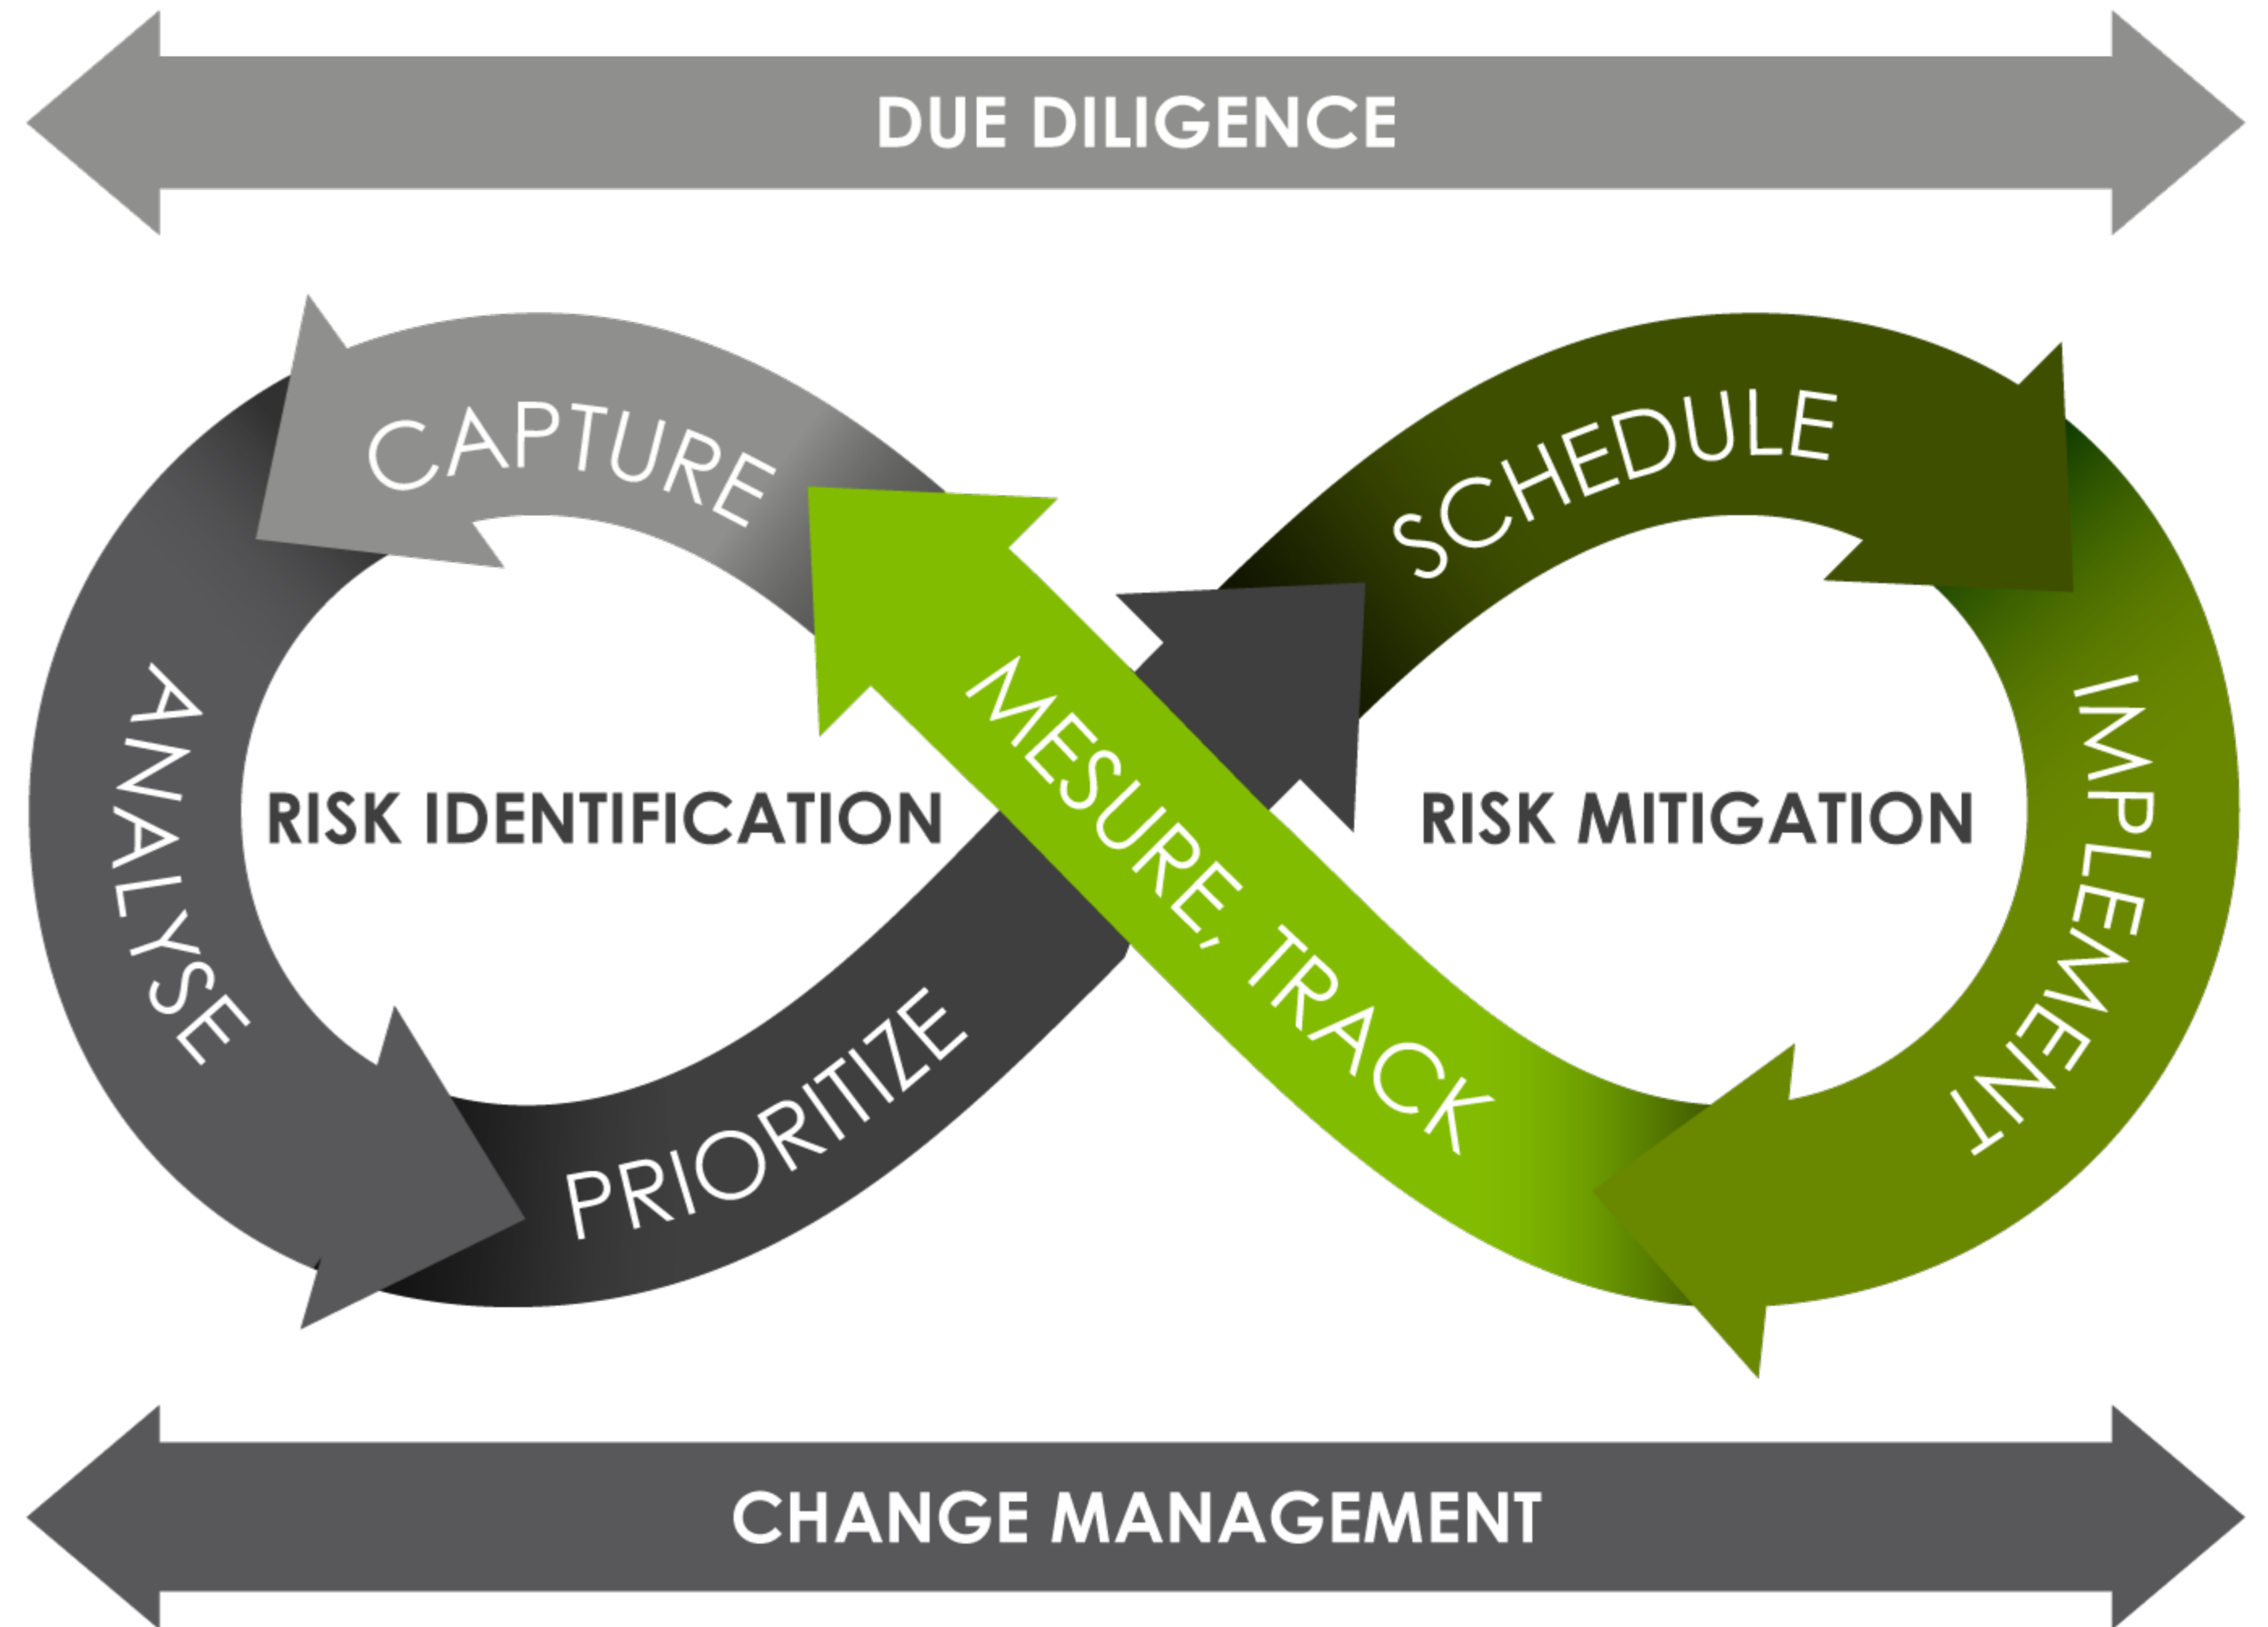 DUE DILIGENCE
CAPTURE
ANALYSE
PRIORITIZE
RISK IDENTIFICATION
SCHEDULE
IMPLEMENT
MESURE, TRACK
RISK MITIGATION
CHANGE MANAGEMENT